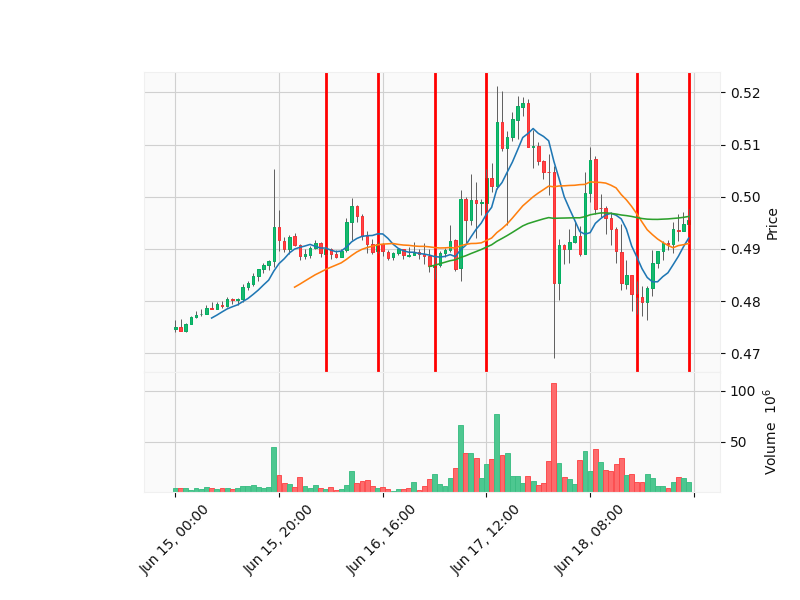 0.52
0.51
0.50
0.49
0.48
0.47
Price
100
50
Volume 10^6
Jun 15, 00:00
Jun 15, 20:00
Jun 16, 16:00
Jun 17, 12:00
Jun 18, 08:00